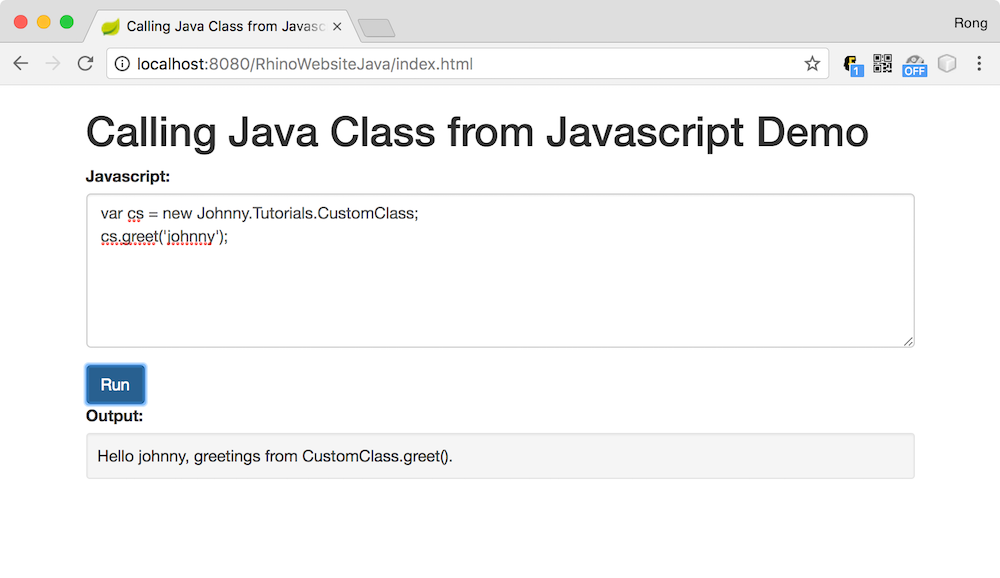 Calling Java Class from Javasc
Rong
localhost:8080/RhinoWebsiteJava/index.html
1
OFF
Calling Java Class from Javascript Demo
Javascript:
var cs = new Johnny.Tutorials.CustomClass;
cs.greet('johnny');
Run
Output:
Hello johnny, greetings from CustomClass.greet().